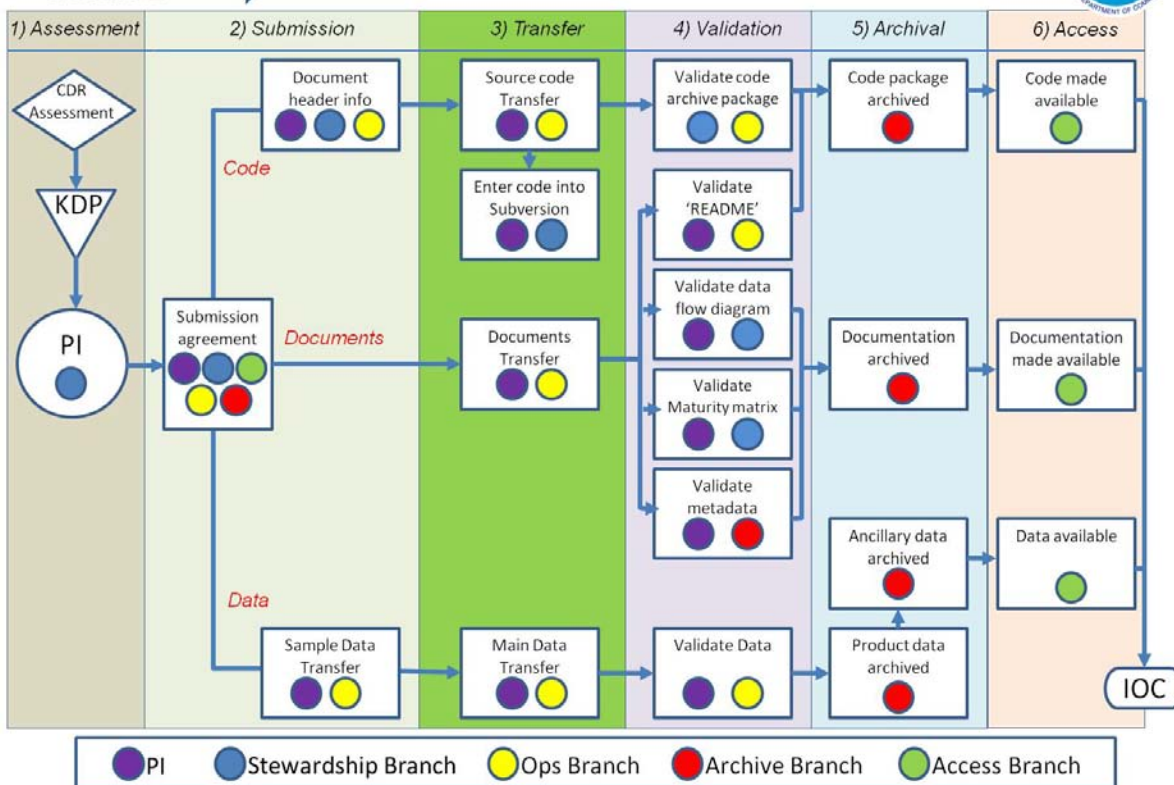 1) Assessment
2) Submission
3) Transfer
4) Validation
5) Archival
6) Access
CDR
Assessment
KDP
PI
Submission
agreement
Code
Documents
Data
Document
header info
Sample Data
Transfer
Source code
Transfer
Enter code into
Subversion
Documents
Transfer
Main Data
Transfer
Validate code
archive package
Validate
‘README’
Validate data
flow diagram
Validate
Maturity matrix
Validate
metadata
Validate Data
Code package
archived
Documentation
archived
Ancillary data
archived
Product data
archived
Code made
available
Documentation
made available
Data available
IOC
PI
Stewardship Branch
Ops Branch
Archive Branch
Access Branch